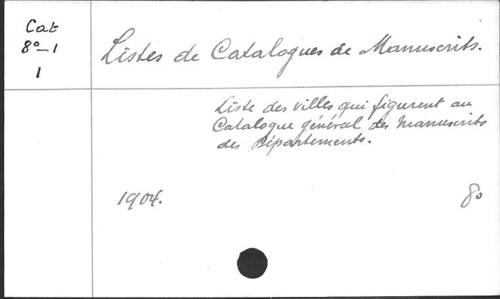 Cat
8°-1
1
Listes de Catalogues de Manuscrits.
Liste des villes qui figurent au
Catalogue général des Manuscrits
des Départements.
1904.
8°